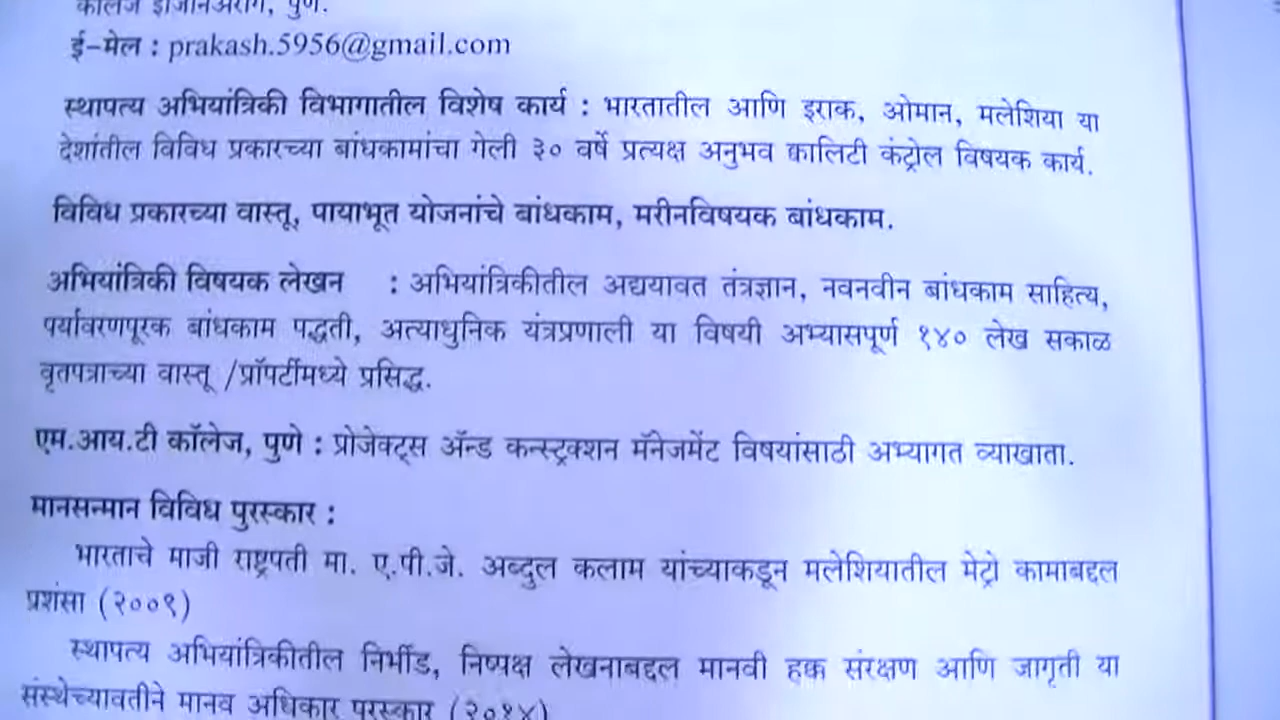 कॉलेज इंजिनिअरींग, पुणे.
ई-मेल : prakash.5956@gmail.com
स्थापत्य अभियांत्रिकी विभागातील विशेष कार्य : भारतातील आणि इराक, ओमान, मलेशिया या
देशांतील विविध प्रकारच्या बांधकामांचा गेली ३० वर्षे प्रत्यक्ष अनुभव क्वालिटी कंट्रोल विषयक कार्य.
विविध प्रकारच्या वास्तू, पायाभूत योजनांचे बांधकाम, मरीनविषयक बांधकाम.
अभियांत्रिकी विषयक लेखन : अभियांत्रिकीतील अद्ययावत तंत्रज्ञान, नवनवीन बांधकाम साहित्य,
पर्यावरणपूरक बांधकाम पद्धती, अत्याधुनिक यंत्रप्रणाली या विषयी अभ्यासपूर्ण १४० लेख सकाळ
वृतपत्राच्या वास्तू /प्रॉपर्टीमध्ये प्रसिद्ध.
एम.आय.टी कॉलेज, पुणे : प्रोजेक्ट्स ॲन्ड कन्स्ट्रक्शन मॅनेजमेंट विषयांसाठी अभ्यागत व्याख्याता.
मानसन्मान विविध पुरस्कार :
भारताचे माजी राष्ट्रपती मा. ए.पी.जे. अब्दुल कलाम यांच्याकडून मलेशियातील मेट्रो कामाबद्दल
प्रशंसा (२००९)
स्थापत्य अभियांत्रिकीतील निर्भीड, निष्पक्ष लेखनाबद्दल मानवी हक्क संरक्षण आणि जागृती या
संस्थेच्यावतीने मानव अधिकार पुरस्कार (२०१४)